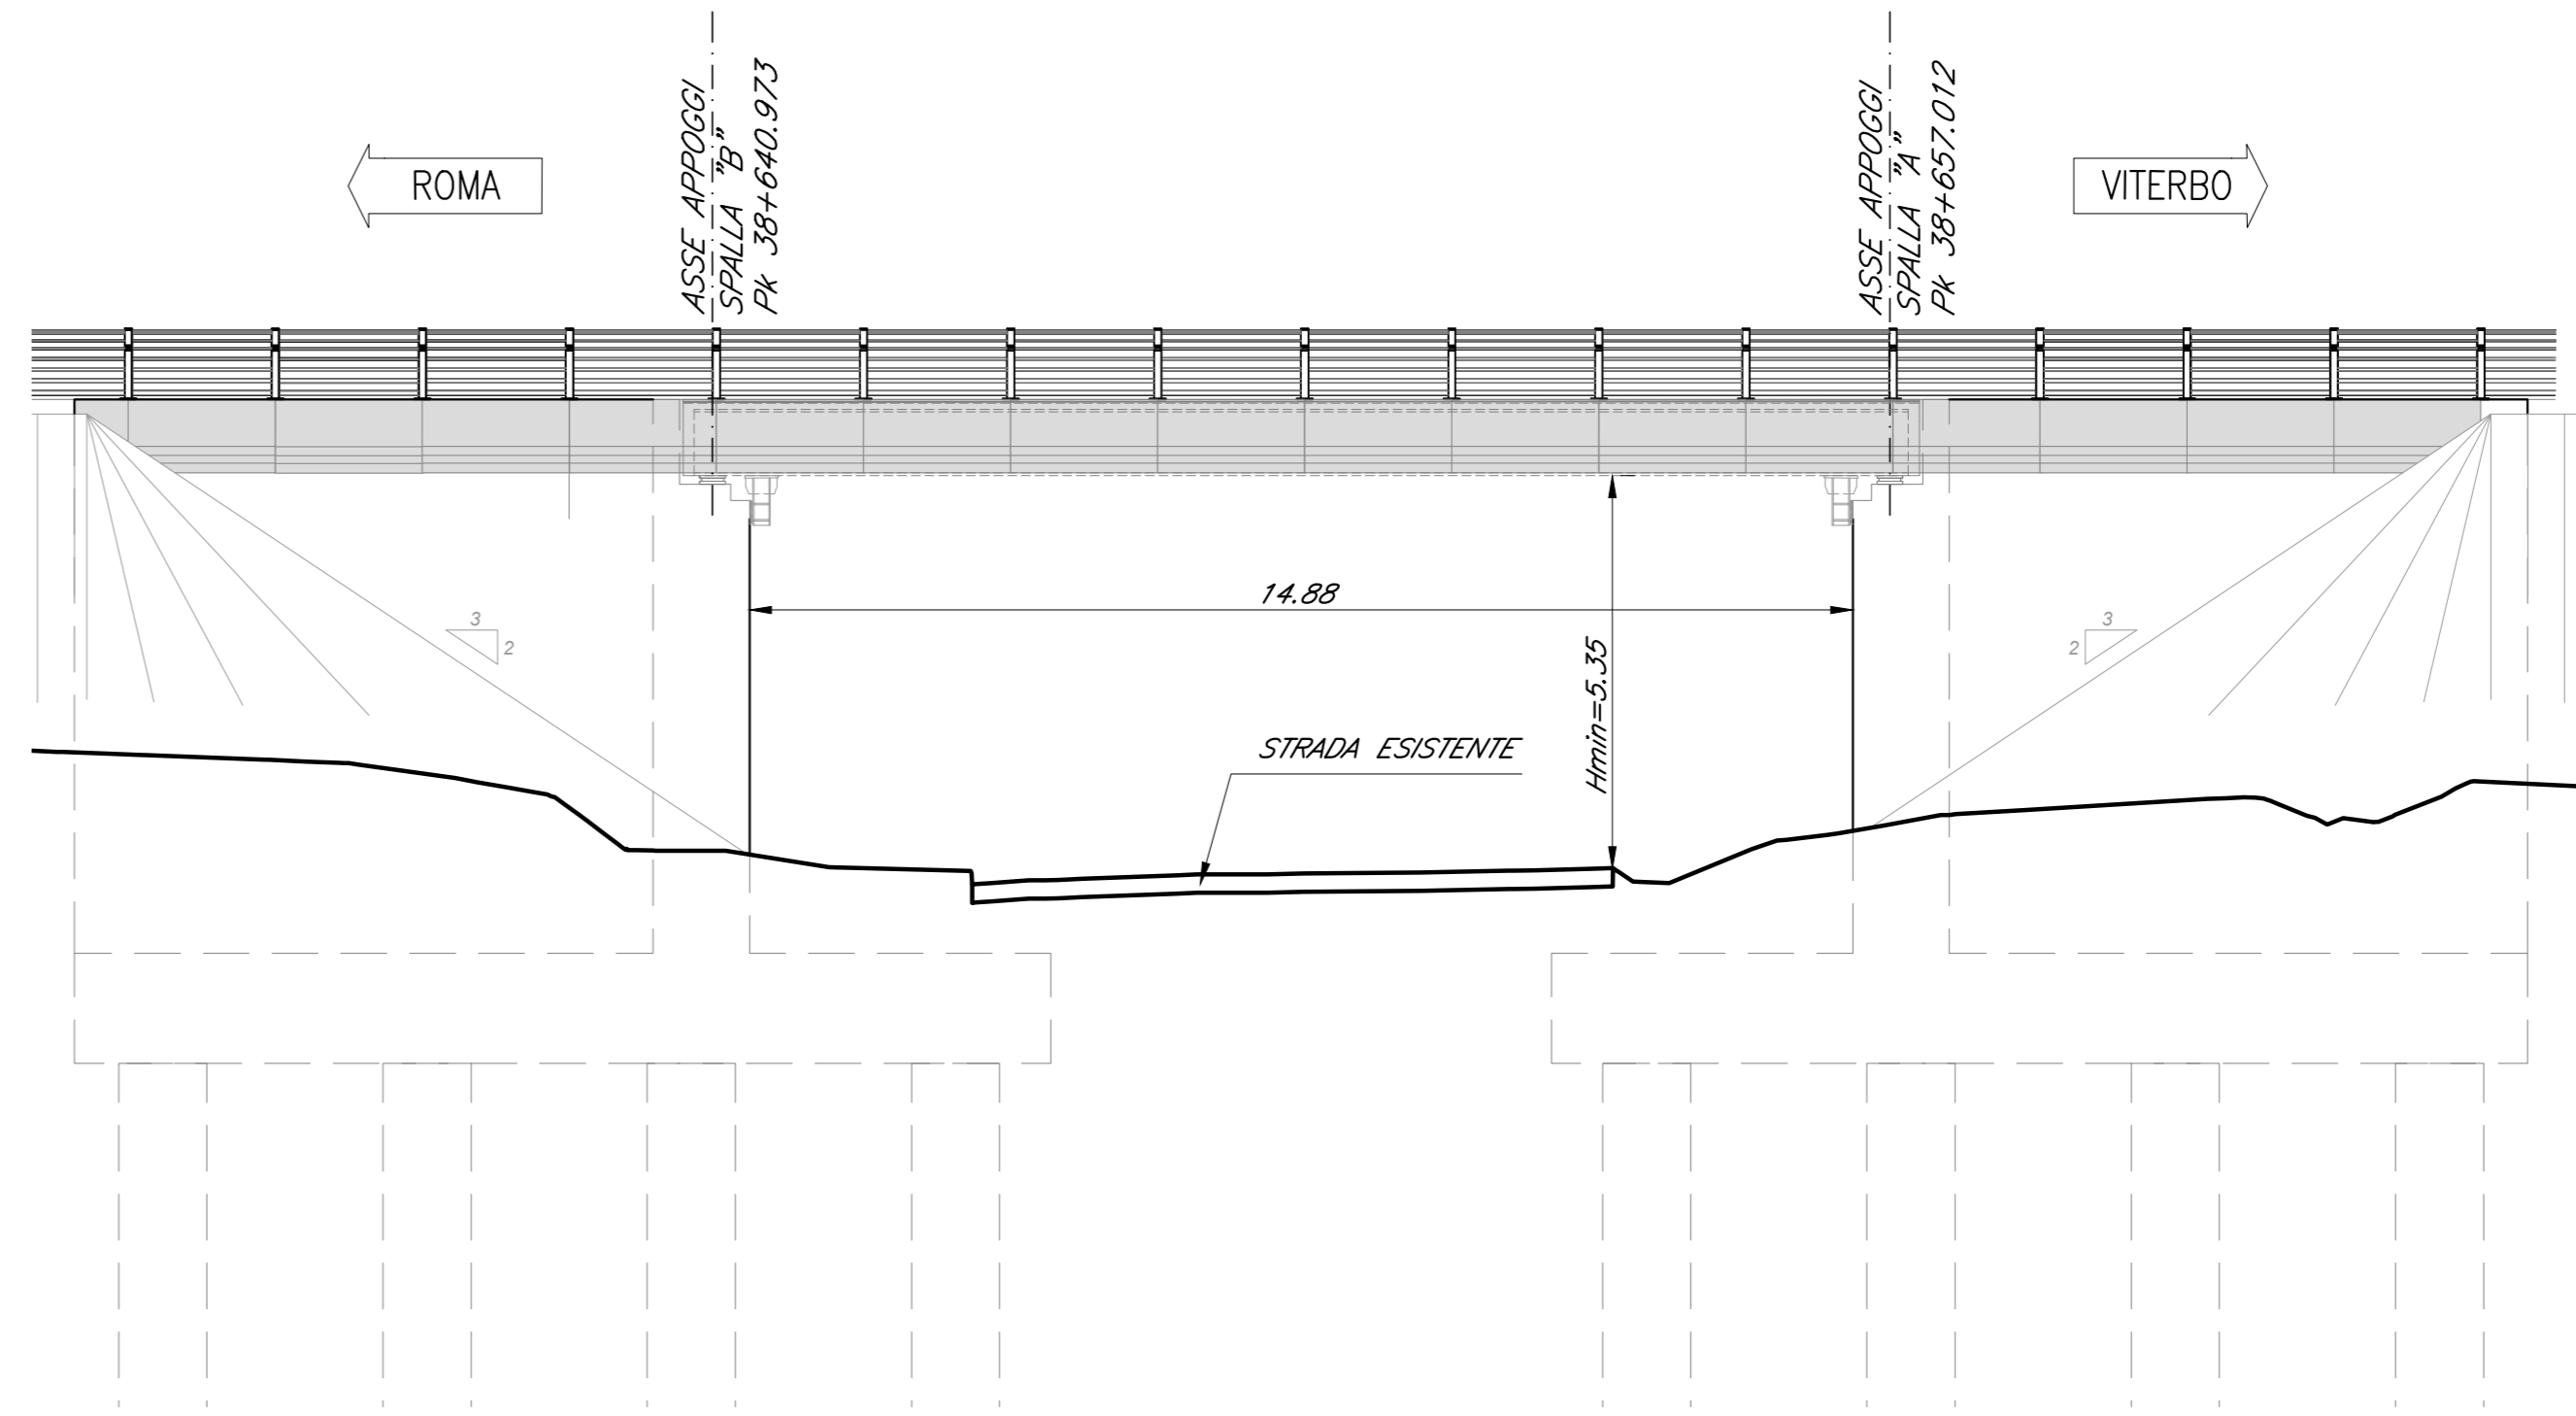 ROMA
ASSE APPOGGI
SPALLA "B"
Pk 38+640.973
ASSE APPOGGI
SPALLA "A"
Pk 38+657.012
VITERBO
14.88
3
2
3
2
Hmin=5.35
STRADA ESISTENTE